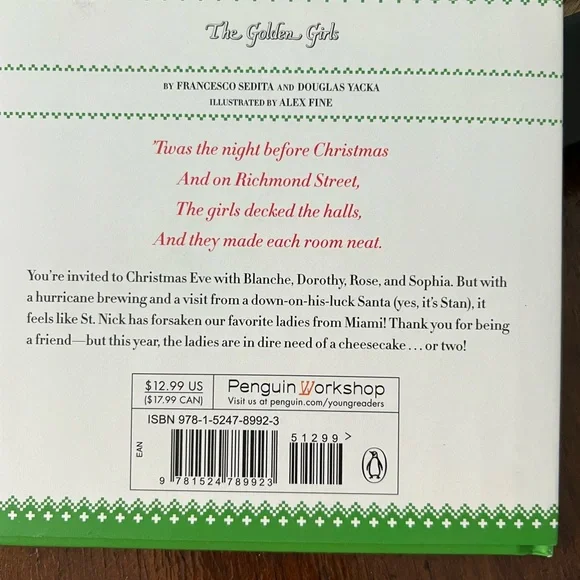 The Golden Girls
BY FRANCESCO SEDITA AND DOUGLAS YACKA
ILLUSTRATED BY ALEX FINE
’Twas the night before Christmas
And on Richmond Street,
The girls decked the halls,
And they made each room neat.
You’re invited to Christmas Eve with Blanche, Dorothy, Rose, and Sophia. But with
a hurricane brewing and a visit from a down-on-his-luck Santa (yes, it’s Stan), it
feels like St. Nick has forsaken our favorite ladies from Miami! Thank you for being
a friend—but this year, the ladies are in dire need of a cheesecake . . . or two!
$12.99 US
($17.99 CAN)
Penguin Workshop
Visit us at penguin.com/youngreaders
ISBN 978-1-5247-8992-3
51299 >
EAN
9 781524 789923